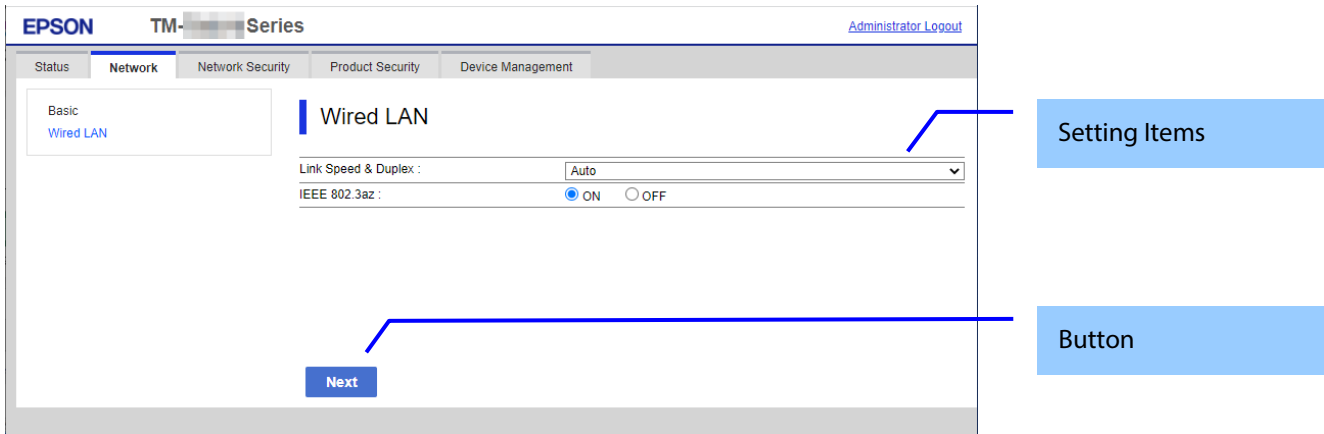 EPSON TM- Series Administrator Logout
Status Network Network Security Product Security Device Management
Basic
Wired LAN
Wired LAN
Link Speed & Duplex : Auto
IEEE 802.3az : ON OFF
Next
Setting Items
Button